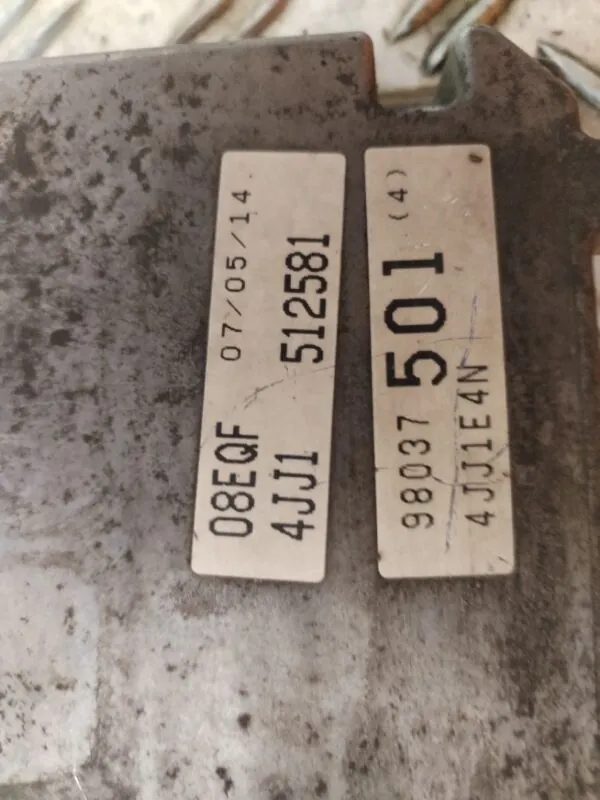 08EQF 07/05/14.
4JJ1 512581
98037 501 (4)
4JJ1E4N